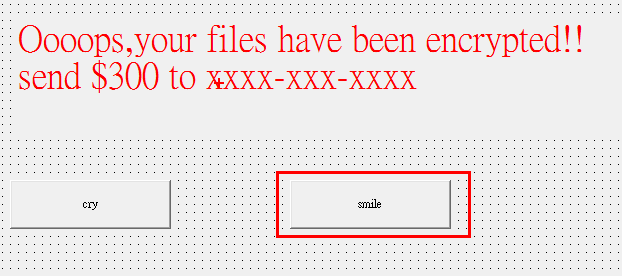 Oooops,your files have been encrypted!!
send $300 to xxxx-xxx-xxxx
cry
smile